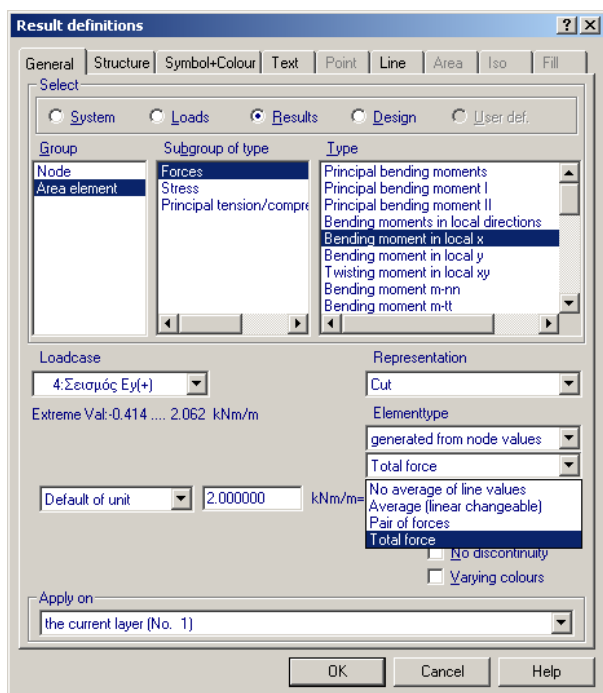 Result definitions
General Structure Symbol+Colour Text Point Line Area Iso Fill
Select
System Loads Results Design User def.
Group Subgroup of type Type
Node
Area element
Forces
Stress
Principal tension/compre
Principal bending moments
Principal bending moment I
Principal bending moment II
Bending moments in local directions
Bending moment in local x
Bending moment in local y
Twisting moment in local xy
Bending moment m-nn
Bending moment m-tt
Loadcase Representation
4:Σεισμός Εy(+) Cut
Extreme Val:-0.414 .... 2.062 kNm/m Elementtype
generated from node values
Total force
Default of unit 2.000000 kNm/m=
No average of line values
Average (linear changeable)
Pair of forces
Total force
No discontinuity
Varying colours
Apply on
the current layer (No. 1)
OK Cancel Help